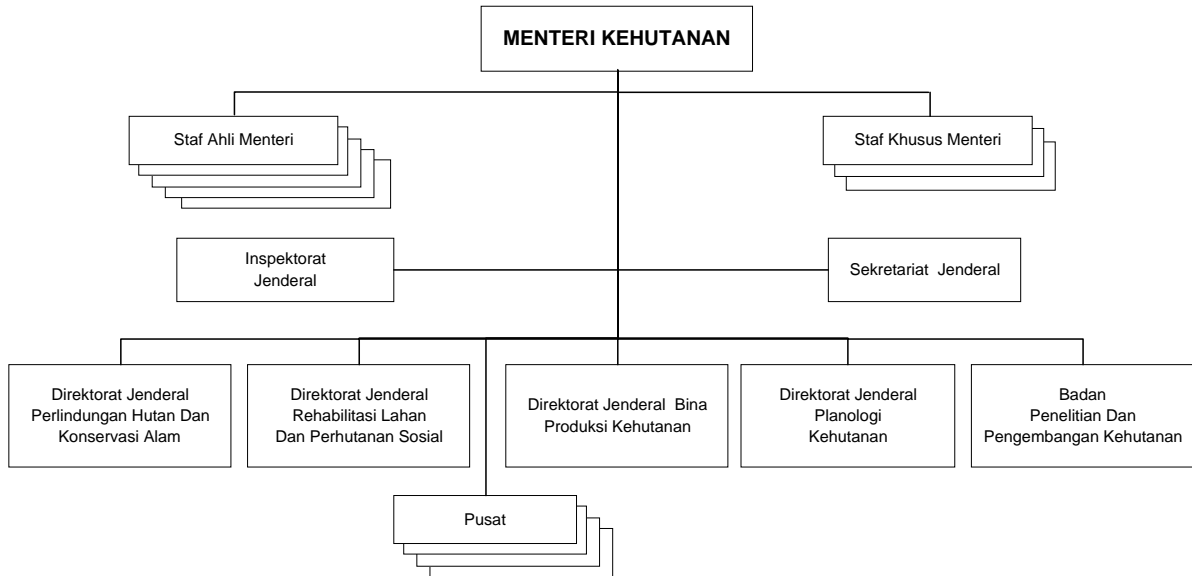 MENTERI KEHUTANAN
Staf Ahli Menteri
Staf Khusus Menteri
Inspektorat
Jenderal
Sekretariat Jenderal
Direktorat Jenderal
Perlindungan Hutan Dan
Konservasi Alam
Direktorat Jenderal
Rehabilitasi Lahan
Dan Perhutanan Sosial
Direktorat Jenderal Bina
Produksi Kehutanan
Direktorat Jenderal
Planologi
Kehutanan
Badan
Penelitian Dan
Pengembangan Kehutanan
Pusat